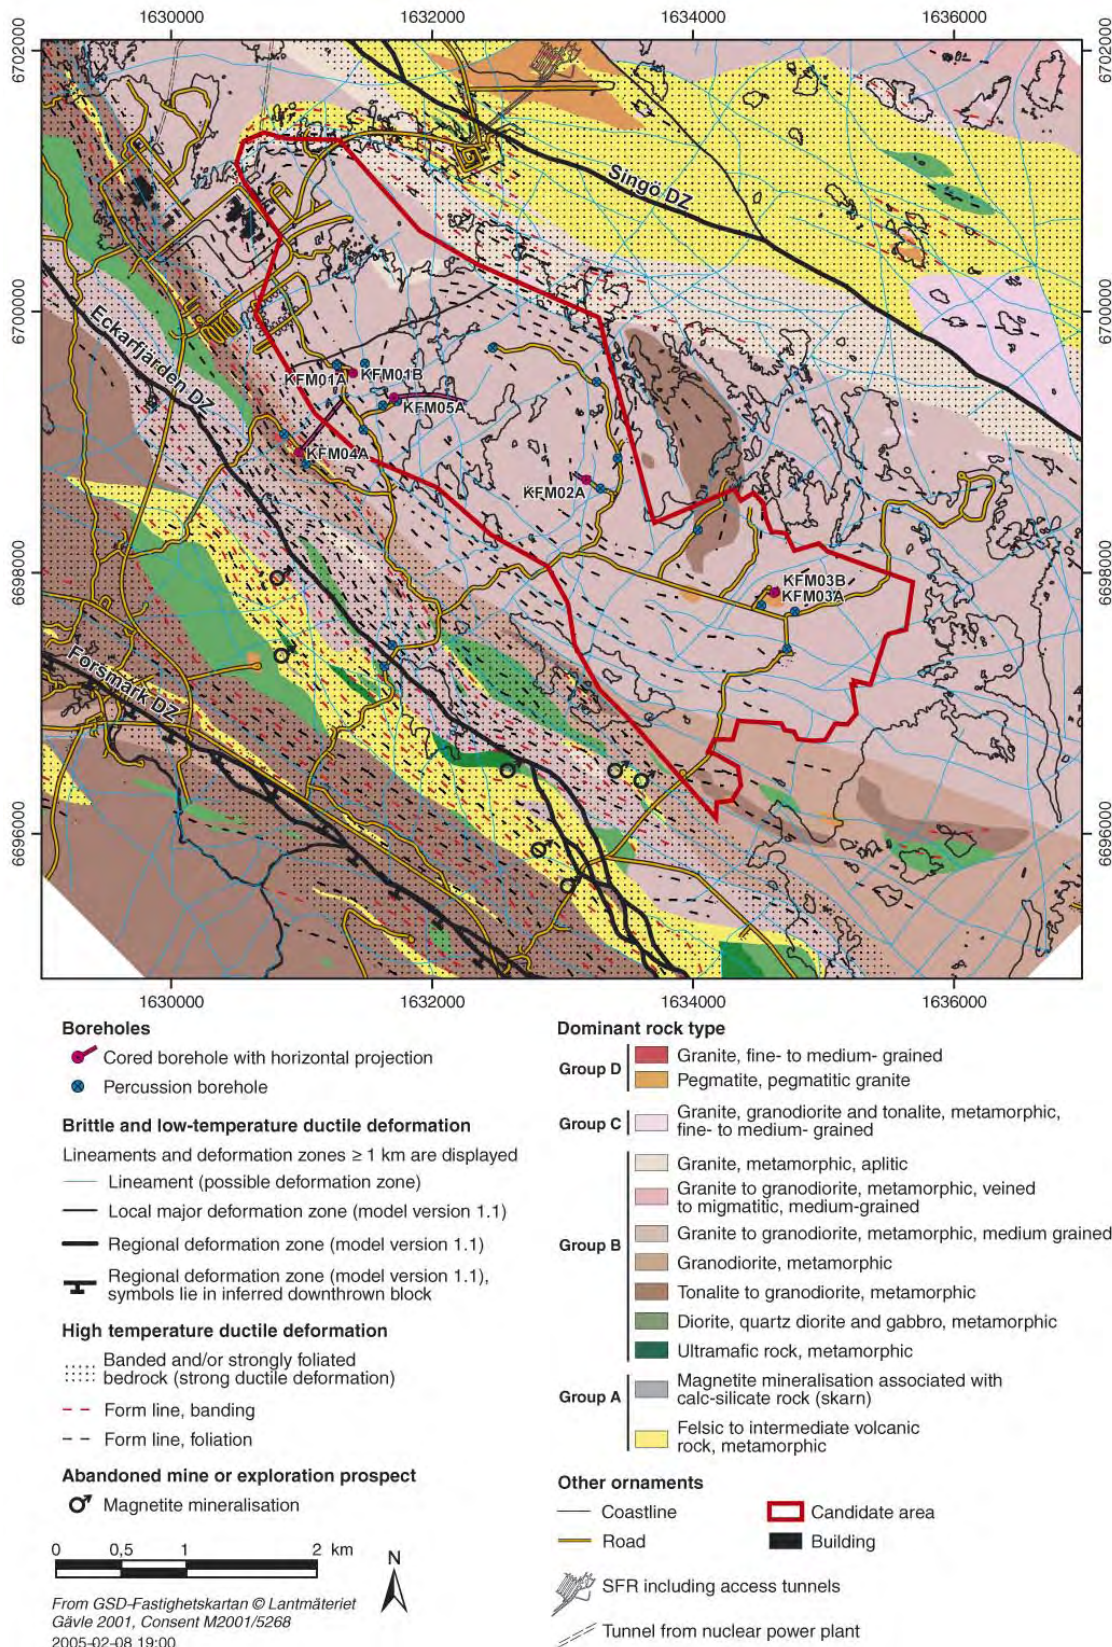 1630000 1632000 1634000 1636000
6702000
6702000
Singö DZ
6700000
6700000
Eckarfjärden DZ
KFM01A
KFM01B
KFM05A
KFM04A
KFM02A
6698000
6698000
KFM03B
KFM03A
Forsmark DZ
6696000
6696000
1630000 1632000 1634000 1636000
Boreholes
Cored borehole with horizontal projection
Percussion borehole
Brittle and low-temperature ductile deformation
Lineaments and deformation zones ≥ 1 km are displayed
Lineament (possible deformation zone)
Local major deformation zone (model version 1.1)
Regional deformation zone (model version 1.1)
Regional deformation zone (model version 1.1),
symbols lie in inferred downthrown block
High temperature ductile deformation
Banded and/or strongly foliated
bedrock (strong ductile deformation)
Form line, banding
Form line, foliation
Abandoned mine or exploration prospect
Magnetite mineralisation
0 0,5 1 2 km
N
From GSD-Fastighetskartan © Lantmäteriet
Gävle 2001, Consent M2001/5268
2005-02-08 19:00
Dominant rock type
Group D
Granite, fine- to medium- grained
Pegmatite, pegmatitic granite
Group C
Granite, granodiorite and tonalite, metamorphic,
fine- to medium- grained
Group B
Granite, metamorphic, aplitic
Granite to granodiorite, metamorphic, veined
to migmatitic, medium-grained
Granite to granodiorite, metamorphic, medium grained
Granodiorite, metamorphic
Tonalite to granodiorite, metamorphic
Diorite, quartz diorite and gabbro, metamorphic
Ultramafic rock, metamorphic
Group A
Magnetite mineralisation associated with
calc-silicate rock (skarn)
Felsic to intermediate volcanic
rock, metamorphic
Other ornaments
Coastline
Candidate area
Road
Building
SFR including access tunnels
Tunnel from nuclear power plant